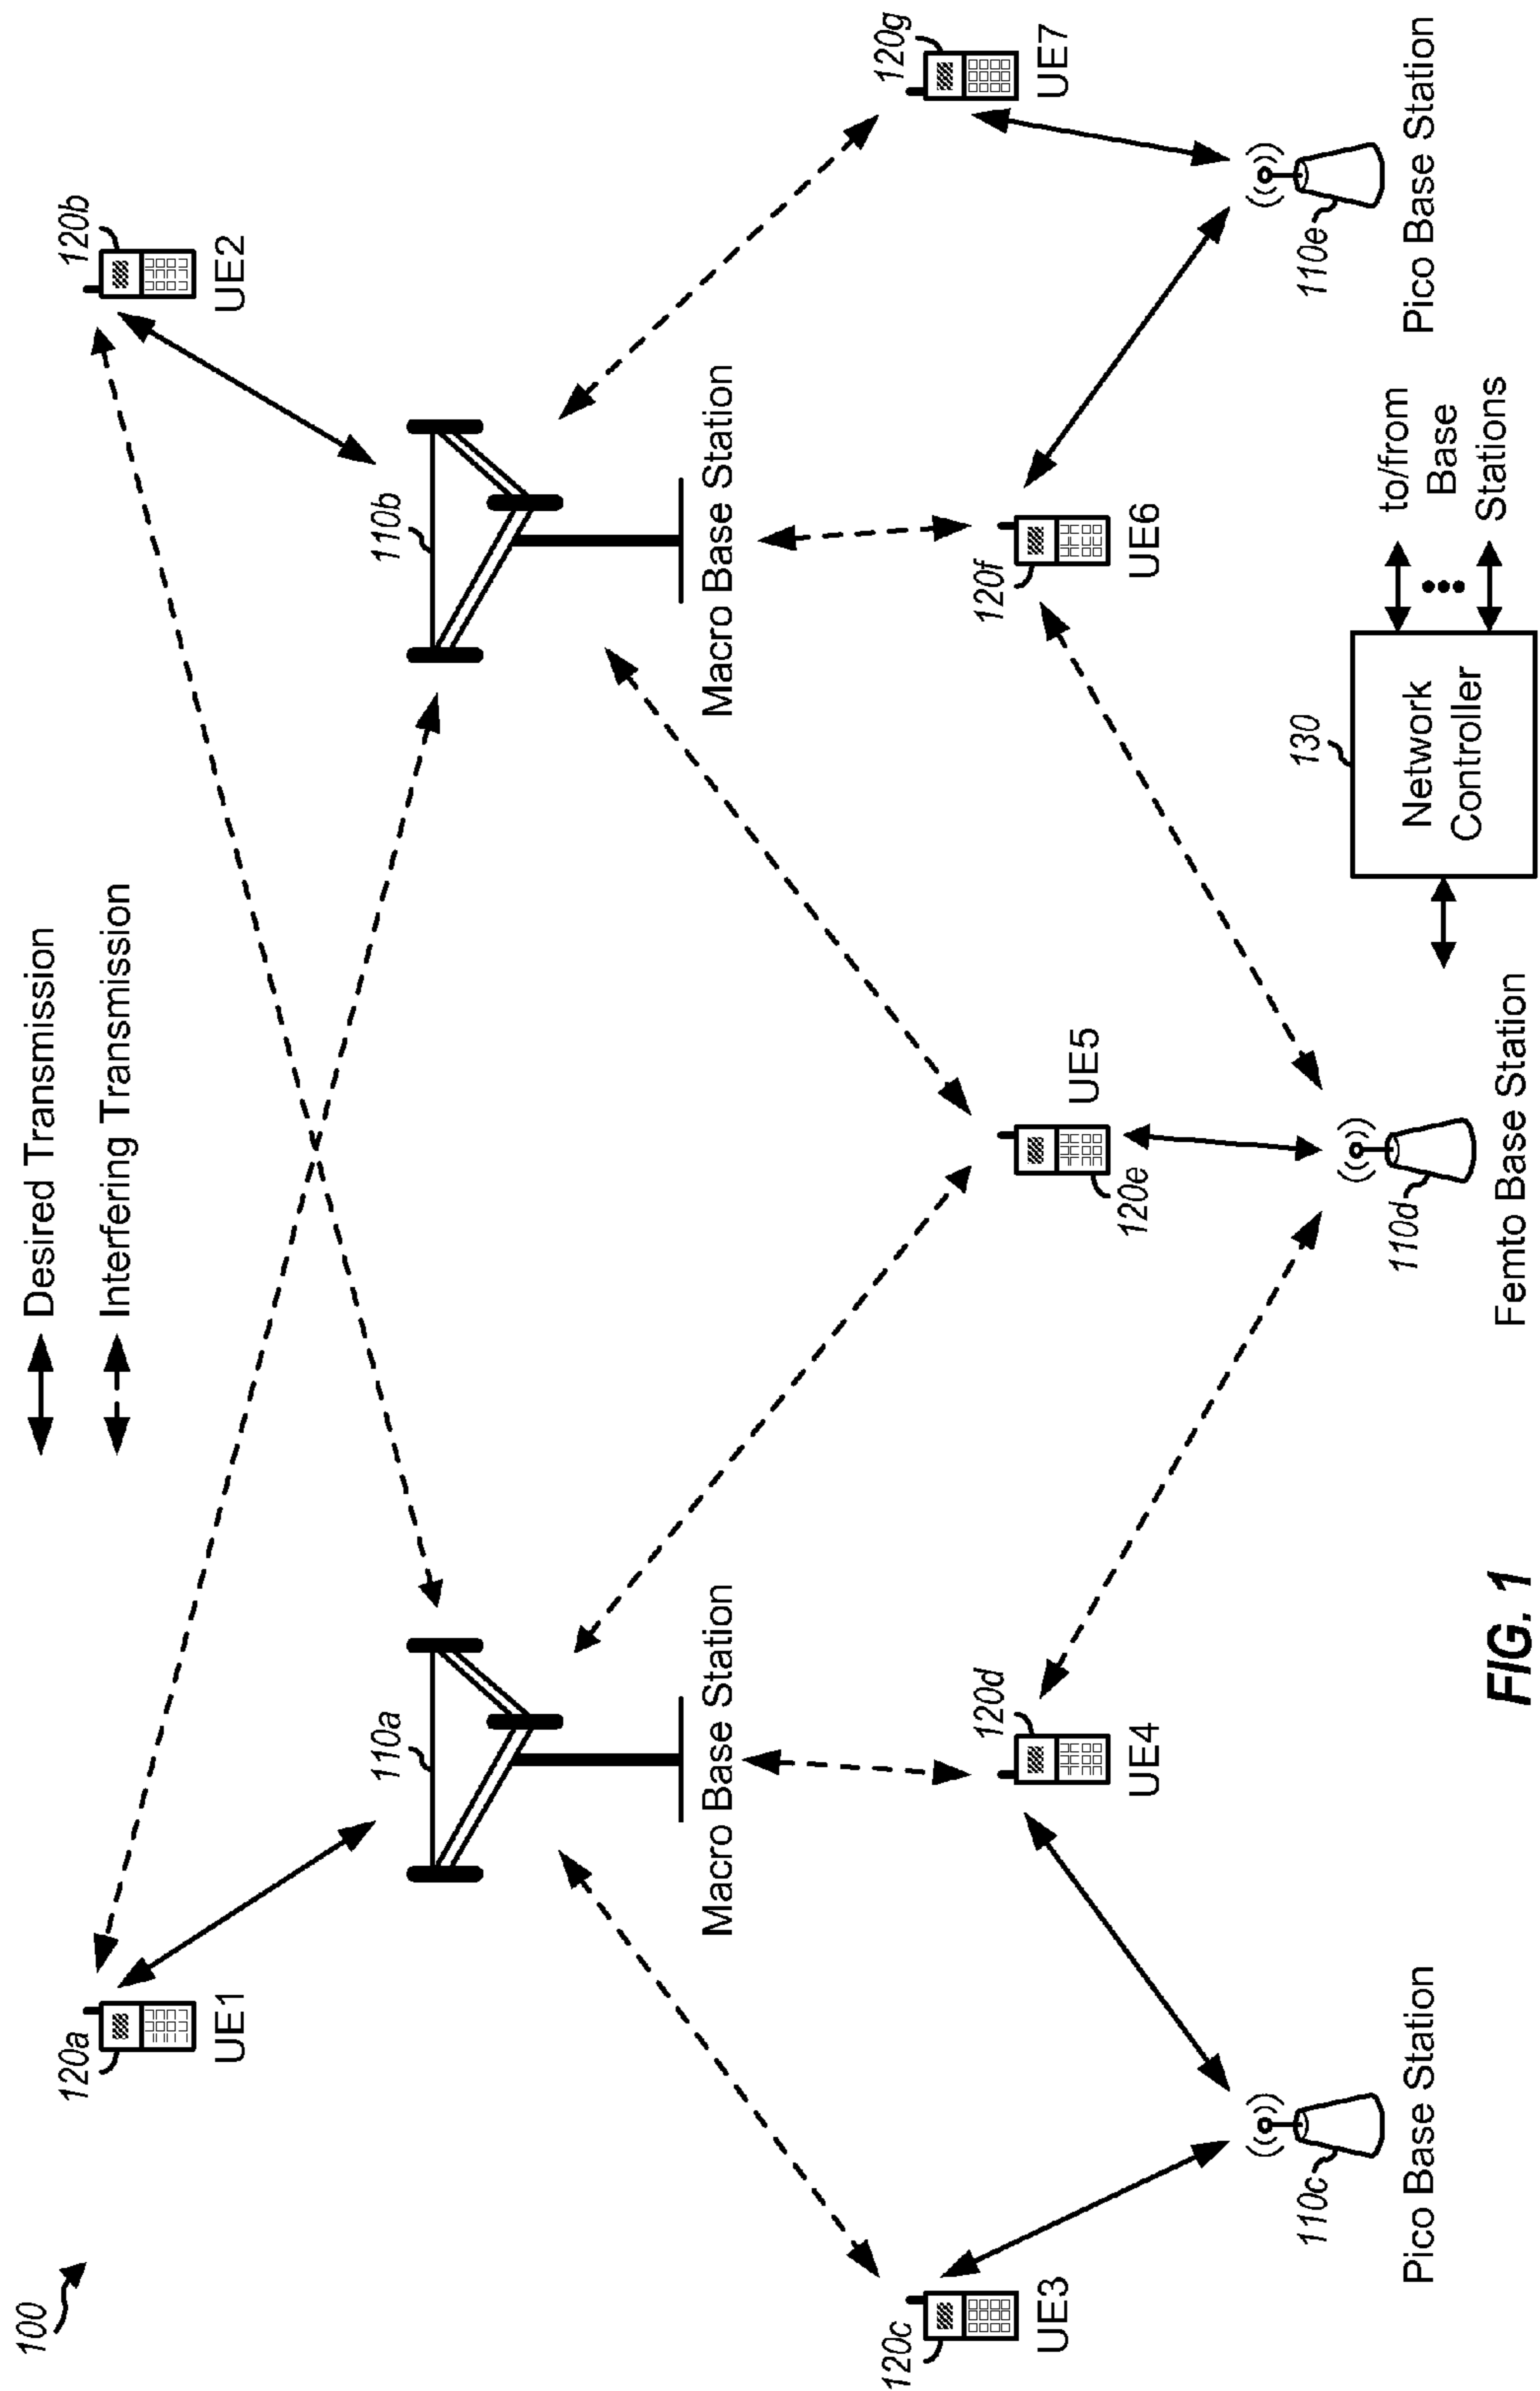 100
Desired Transmission
Interfering Transmission
120a
UE1
120b
UE2
110a
Macro Base Station
110b
Macro Base Station
120c
UE3
120d
UE4
120e
UE5
120f
UE6
120g
UE7
110c
Pico Base Station
110d
Femto Base Station
110e
Pico Base Station
130
Network
Controller
to/from
Base
Stations
FIG. 1